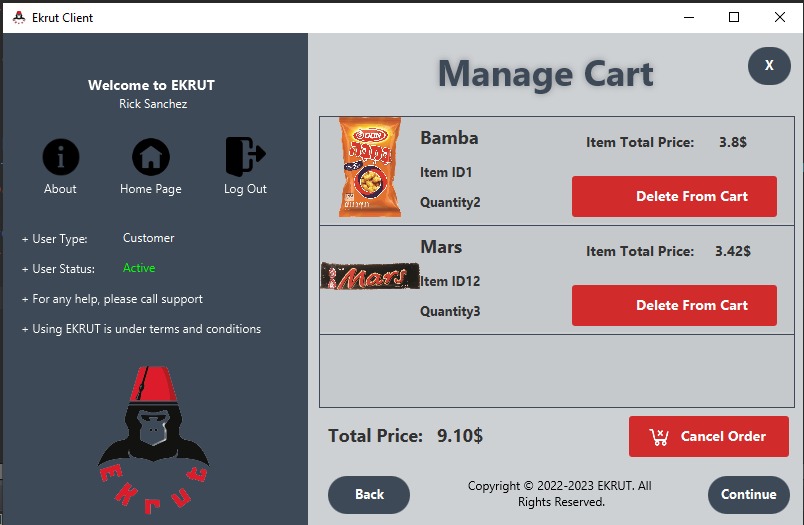 Ekrut Client
Welcome to EKRUT
Rick Sanchez
About
Home Page
Log Out
+ User Type:
Customer
+ User Status:
Active
+ For any help, please call support
+ Using EKRUT is under terms and conditions
EKJПГ
Manage Cart
X
במבה
Bamba
Item ID1
Quantity2
Item Total Price:
3.8$
Delete From Cart
Mars
Mars
Item ID12
Quantity3
Item Total Price:
3.42$
Delete From Cart
Total Price:
9.10$
Cancel Order
Back
Copyright © 2022-2023 EKRUT. All
Rights Reserved.
Continue